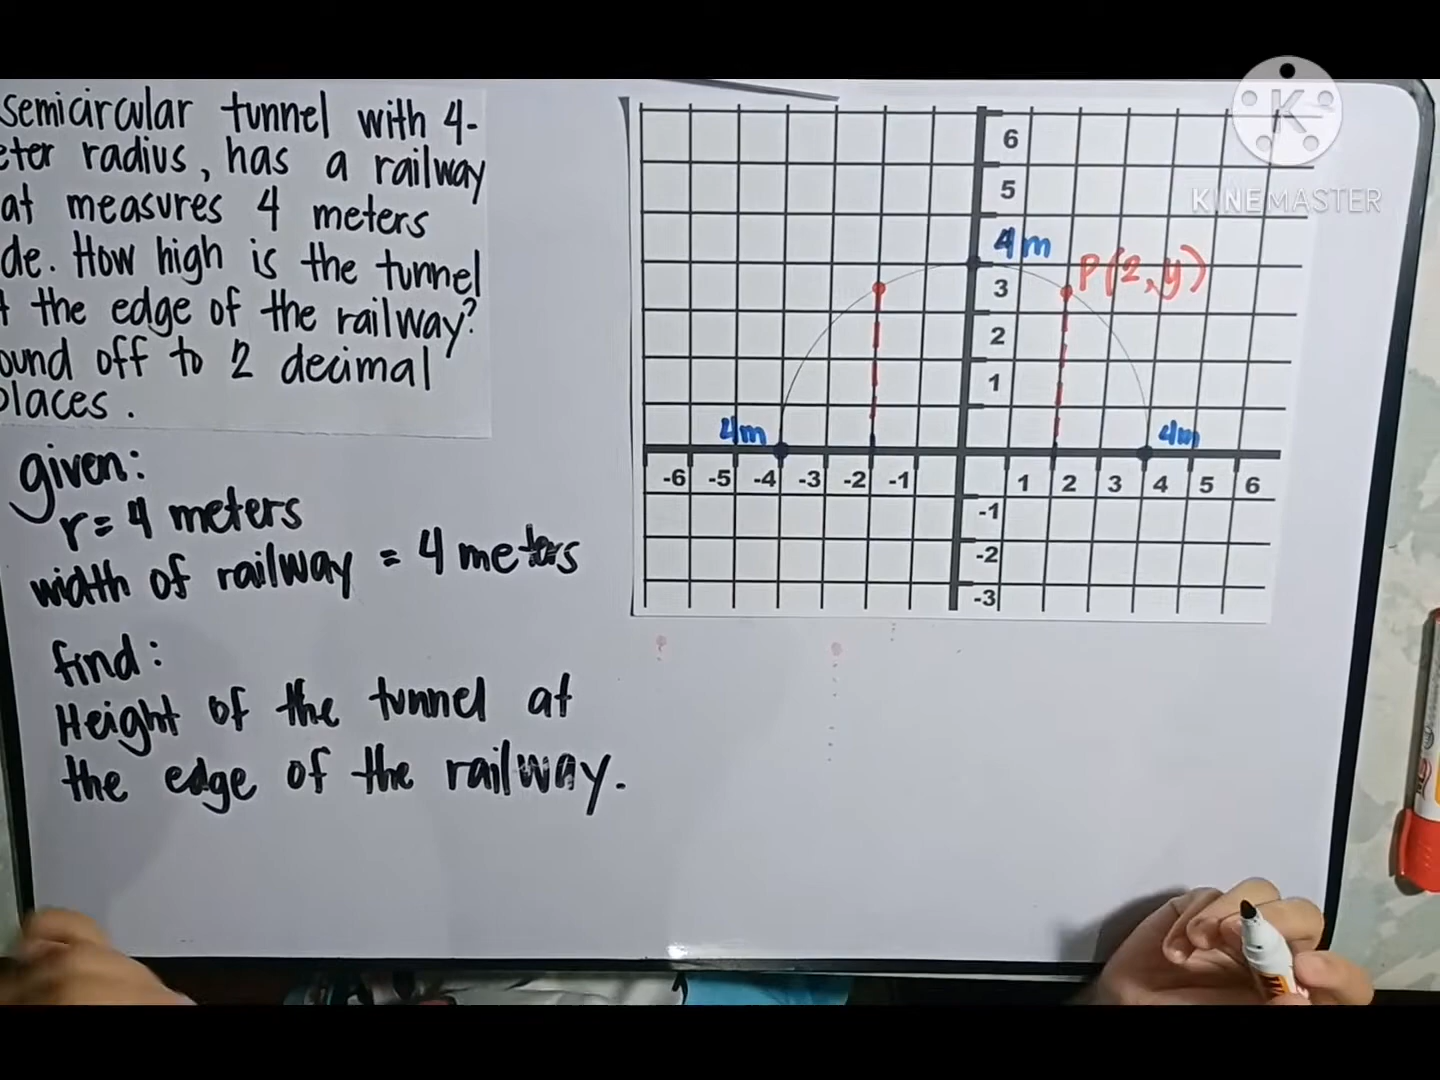 semicircular tunnel with 4-
eter radius, has a railway
at measures 4 meters
de. How high is the tunnel
t the edge of the railway?
ound off to 2 decimal
places.
given:
r = 4 meters
width of railway = 4 meters
find:
Height of the tunnel at
the edge of the railway.
6
5
4m
P(2,y)
3
2
1
4m
4m
-6 -5 -4 -3 -2 -1 1 2 3 4 5 6
-1
-2
-3
K
KINEMASTER